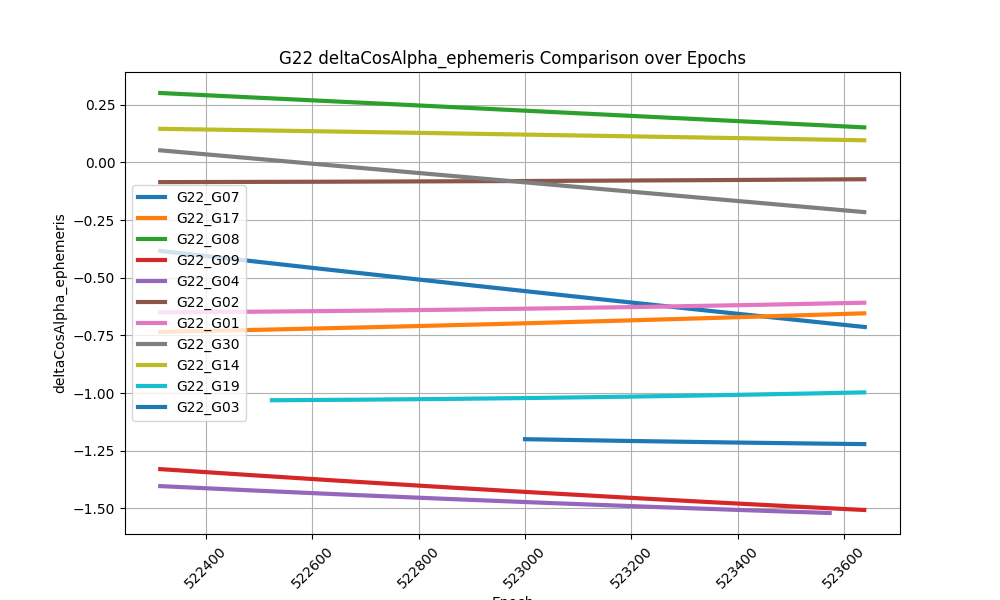 G22 deltaCosAlpha_ephemeris Comparison over Epochs
deltaCosAlpha_ephemeris
0.25
0.00
−0.25
−0.50
−0.75
−1.00
−1.25
−1.50
G22_G07
G22_G17
G22_G08
G22_G09
G22_G04
G22_G02
G22_G01
G22_G30
G22_G14
G22_G19
G22_G03
522400
522600
522800
523000
523200
523400
523600
Epoch